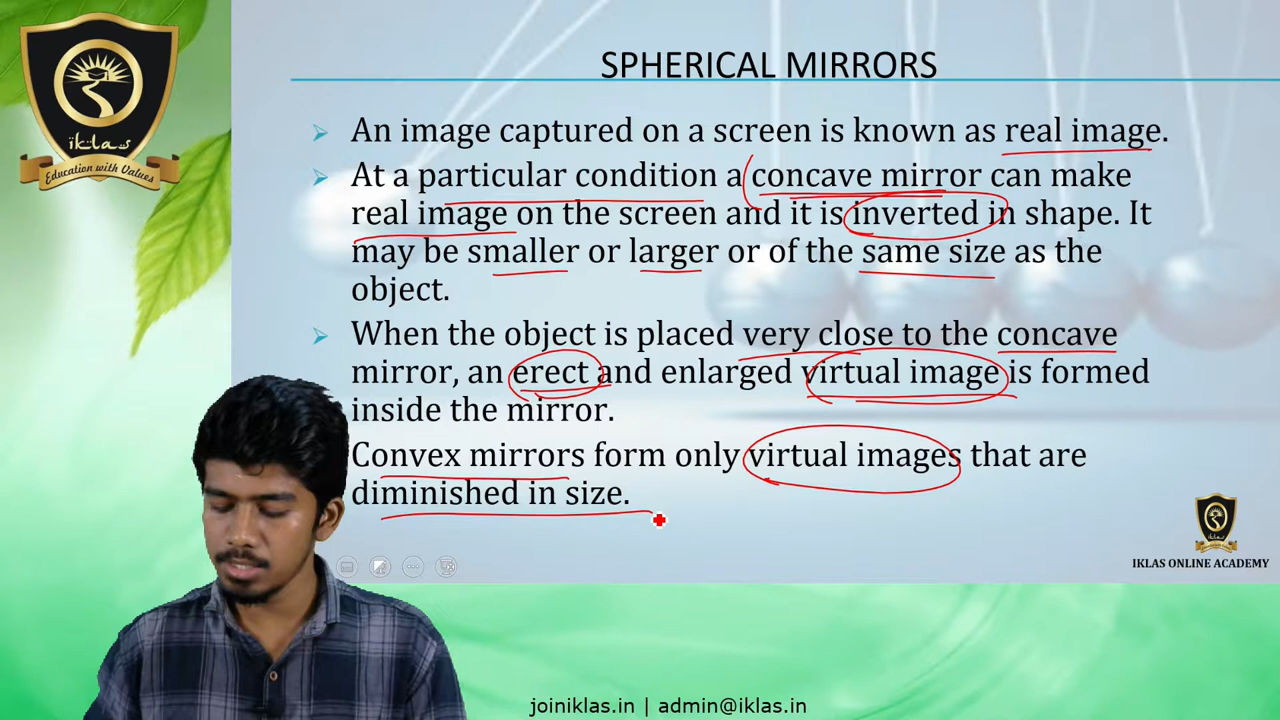 SPHERICAL MIRRORS
An image captured on a screen is known as real image.
At a particular condition a concave mirror can make
real image on the screen and it is inverted in shape. It
may be smaller or larger or of the same size as the
object.
When the object is placed very close to the concave
mirror, an erect and enlarged virtual image is formed
inside the mirror.
Convex mirrors form only virtual images that are
diminished in size.
iklas
Education with Values
IKLAS ONLINE ACADEMY
joiniklas.in | admin@iklas.in